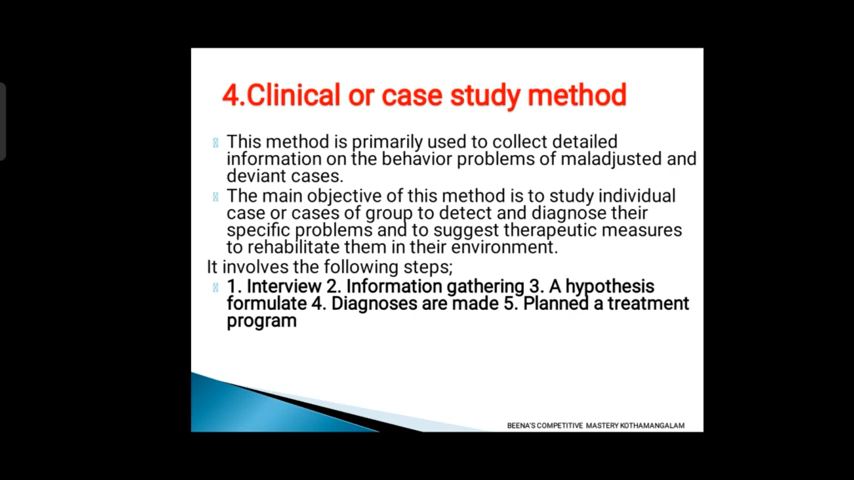 4.Clinical or case study method
This method is primarily used to collect detailed
information on the behavior problems of maladjusted and
deviant cases.
The main objective of this method is to study individual
case or cases of group to detect and diagnose their
specific problems and to suggest therapeutic measures
to rehabilitate them in their environment.
It involves the following steps;
1. Interview 2. Information gathering 3. A hypothesis
formulate 4. Diagnoses are made 5. Planned a treatment
program
BEENA'S COMPETITIVE MASTERY KOTHAMANGALAM